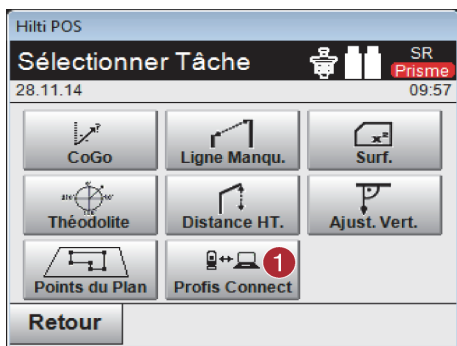 Hilti POS
Sélectionner Tâche
SR
Prisme
28.11.14 09:57
CoGo Ligne Manqu. Surf.
Théodolite Distance HT. Ajust. Vert.
1
Points du Plan Profis Connect
Retour